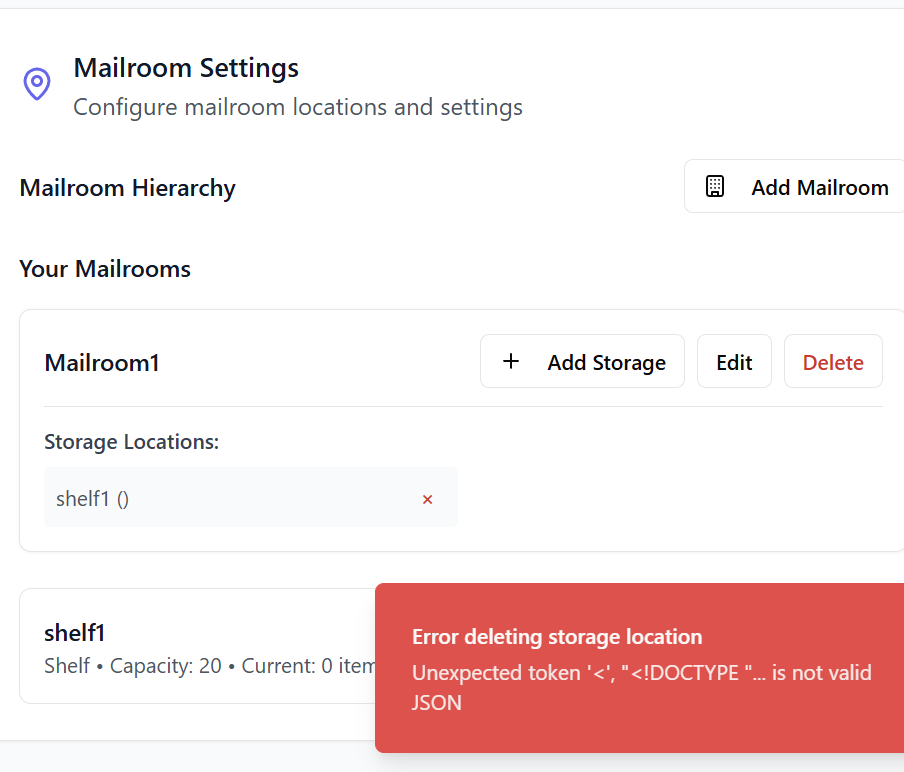 Mailroom Settings
Configure mailroom locations and settings
Mailroom Hierarchy
Add Mailroom
Your Mailrooms
Mailroom1
+ Add Storage
Edit
Delete
Storage Locations:
shelf1 ()
×
shelf1
Shelf • Capacity: 20 • Current: 0 item
Error deleting storage location
Unexpected token '<', "<!DOCTYPE "... is not valid
JSON